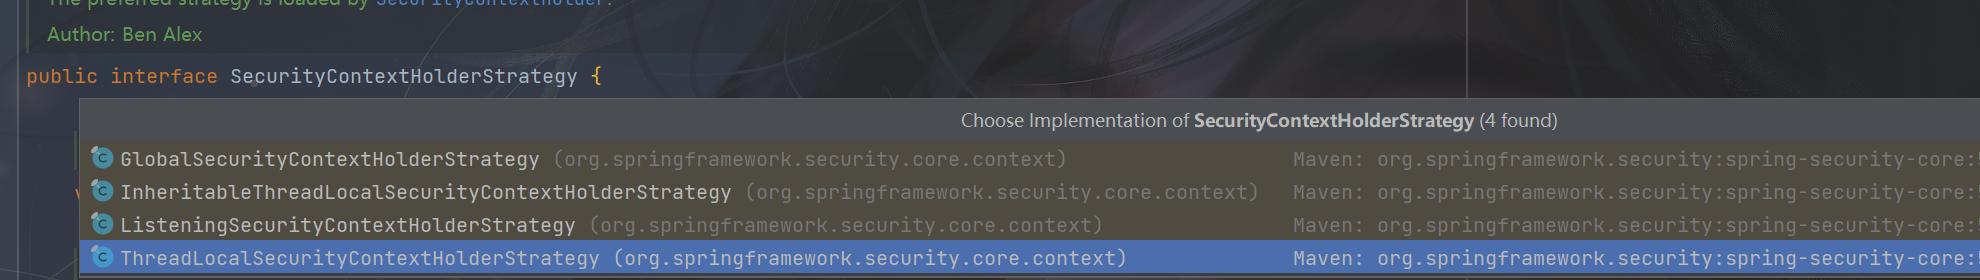 The preferred strategy is loaded by SecurityContextHolder.
Author: Ben Alex
public interface SecurityContextHolderStrategy {
Choose Implementation of SecurityContextHolderStrategy (4 found)
GlobalSecurityContextHolderStrategy (org.springframework.security.core.context) Maven: org.springframework.security:spring-security-core:
InheritableThreadLocalSecurityContextHolderStrategy (org.springframework.security.core.context) Maven: org.springframework.security:spring-security-core:
ListeningSecurityContextHolderStrategy (org.springframework.security.core.context) Maven: org.springframework.security:spring-security-core:
ThreadLocalSecurityContextHolderStrategy (org.springframework.security.core.context) Maven: org.springframework.security:spring-security-core: